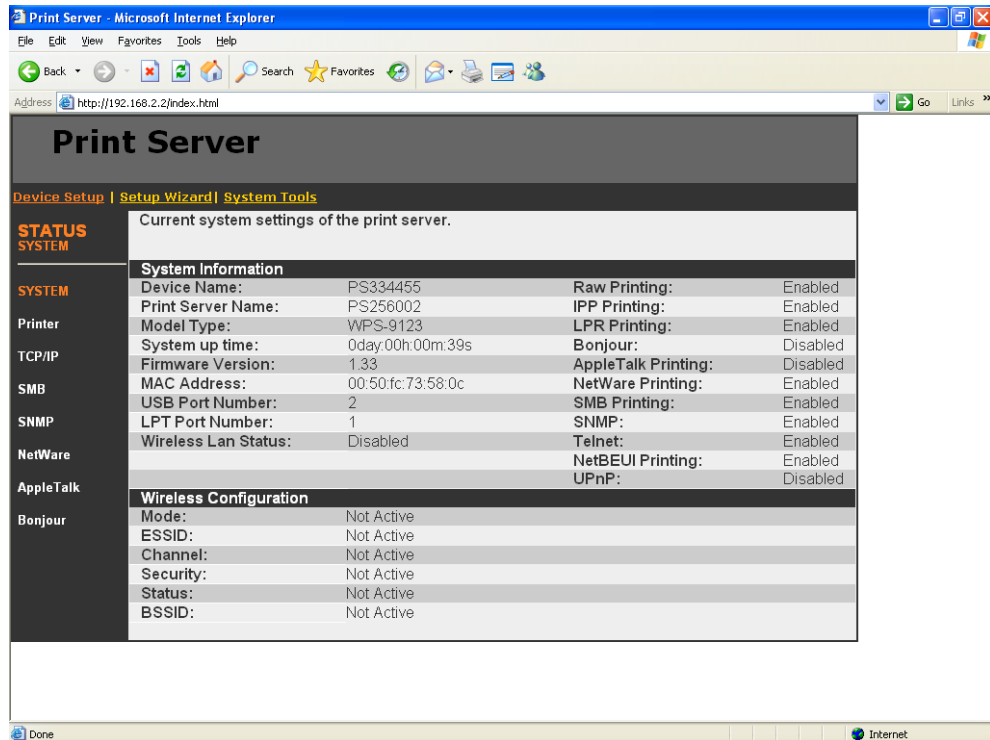 Print Server - Microsoft Internet Explorer
File Edit View Favorites Tools Help
Back Search Favorites
Address http://192.168.2.2/index.html Go Links »
Print Server
Device Setup | Setup Wizard| System Tools
STATUS
SYSTEM
Current system settings of the print server.
SYSTEM
Printer
TCP/IP
SMB
SNMP
NetWare
AppleTalk
Bonjour
System Information
Device Name: PS334455 Raw Printing: Enabled
Print Server Name: PS256002 IPP Printing: Enabled
Model Type: WPS-9123 LPR Printing: Enabled
System up time: 0day:00h:00m:39s Bonjour: Disabled
Firmware Version: 1.33 AppleTalk Printing: Disabled
MAC Address: 00:50:fc:73:58:0c NetWare Printing: Enabled
USB Port Number: 2 SMB Printing: Enabled
LPT Port Number: 1 SNMP: Enabled
Wireless Lan Status: Disabled Telnet: Enabled
NetBEUI Printing: Enabled
UPnP: Disabled
Wireless Configuration
Mode: Not Active
ESSID: Not Active
Channel: Not Active
Security: Not Active
Status: Not Active
BSSID: Not Active
Done Internet